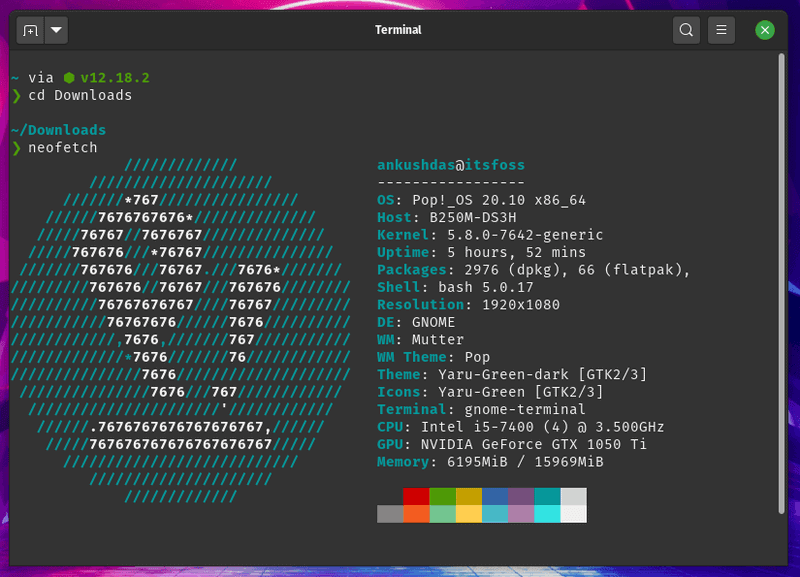 Terminal
~ via ⬢ v12.18.2
❯ cd Downloads
~/Downloads
❯ neofetch
/////////////
/////////////////////
///////*767////////////////
//////7676767676*//////////////
/////76767//7676767//////////////
/////767676///*76767///////////////
///////767676///76767.///7676*///////
/////////767676//76767///767676////////
//////////76767676767////76767/////////
///////////76767676//////7676//////////
////////////,7676,///////767///////////
/////////////*7676///////76////////////
///////////////7676////////////////////
///////////////7676///767////////////
//////////////////////'////////////
//////.7676767676767676767,//////
/////767676767676767676767/////
///////////////////////////
/////////////////////
/////////////
ankushdas@itsfoss
-----------------
OS: Pop!_OS 20.10 x86_64
Host: B250M-DS3H
Kernel: 5.8.0-7642-generic
Uptime: 5 hours, 52 mins
Packages: 2976 (dpkg), 66 (flatpak),
Shell: bash 5.0.17
Resolution: 1920x1080
DE: GNOME
WM: Mutter
WM Theme: Pop
Theme: Yaru-Green-dark [GTK2/3]
Icons: Yaru-Green [GTK2/3]
Terminal: gnome-terminal
CPU: Intel i5-7400 (4) @ 3.500GHz
GPU: NVIDIA GeForce GTX 1050 Ti
Memory: 6195MiB / 15969MiB